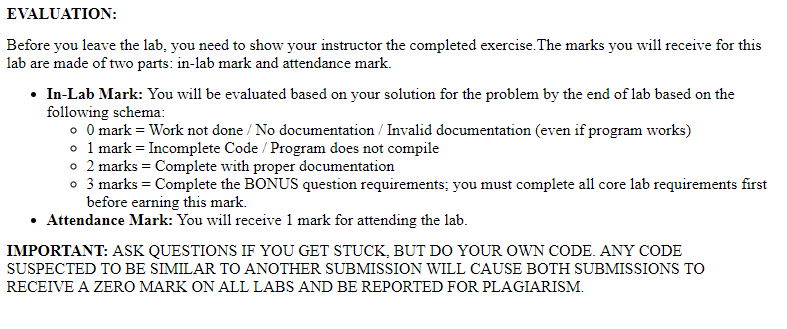 EVALUATION:
Before you leave the lab, you need to show your instructor the completed exercise.The marks you will receive for this
lab are made of two parts: in-lab mark and attendance mark.
• In-Lab Mark: You will be evaluated based on your solution for the problem by the end of lab based on the
following schema:
◦ 0 mark = Work not done / No documentation / Invalid documentation (even if program works)
◦ 1 mark = Incomplete Code / Program does not compile
◦ 2 marks = Complete with proper documentation
◦ 3 marks = Complete the BONUS question requirements; you must complete all core lab requirements first
before earning this mark.
• Attendance Mark: You will receive 1 mark for attending the lab.
IMPORTANT: ASK QUESTIONS IF YOU GET STUCK, BUT DO YOUR OWN CODE. ANY CODE
SUSPECTED TO BE SIMILAR TO ANOTHER SUBMISSION WILL CAUSE BOTH SUBMISSIONS TO
RECEIVE A ZERO MARK ON ALL LABS AND BE REPORTED FOR PLAGIARISM.